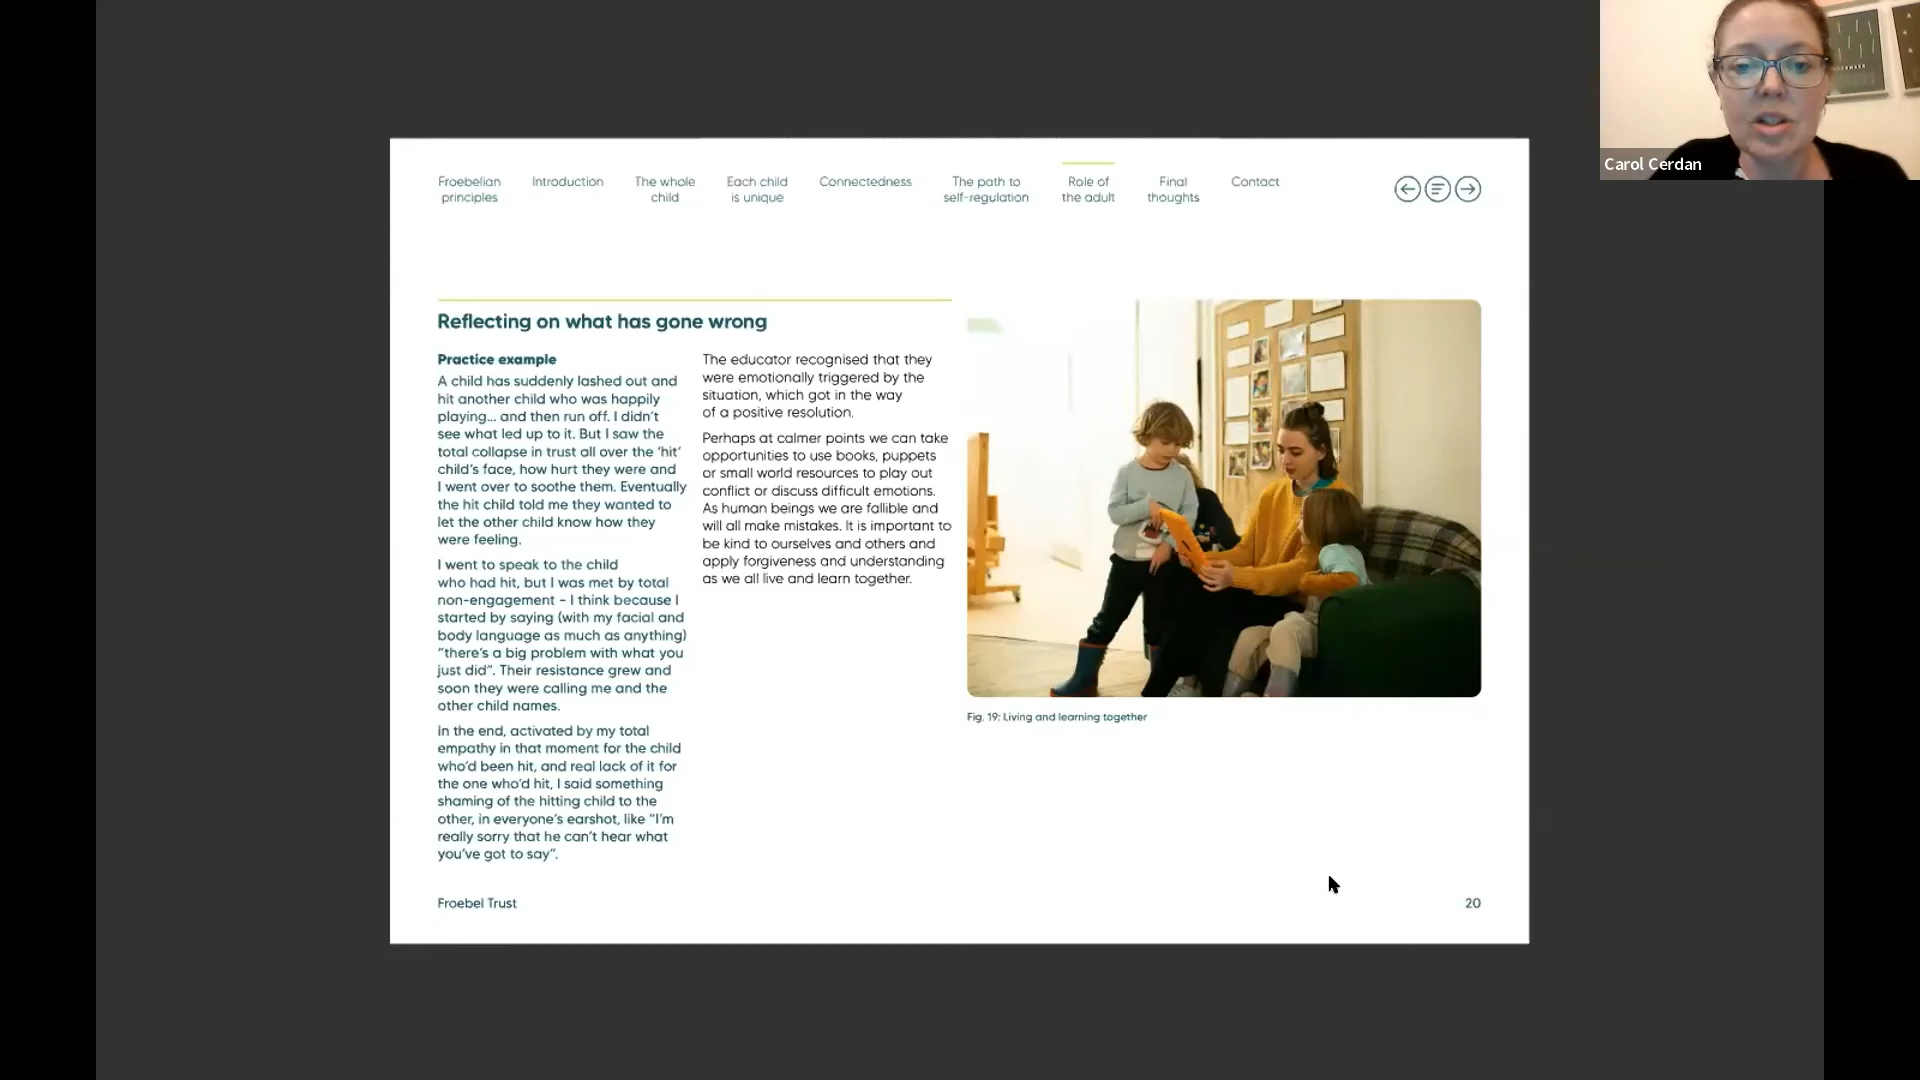 Carol Cerdan
Froebelian
principles
Introduction
The whole
child
Each child
is unique
Connectedness
The path to
self-regulation
Role of
the adult
Final
thoughts
Contact
Reflecting on what has gone wrong
Practice example
A child has suddenly lashed out and
hit another child who was happily
playing... and then run off. I didn't
see what led up to it. But I saw the
total collapse in trust all over the 'hit'
child's face, how hurt they were and
I went over to soothe them. Eventually
the hit child told me they wanted to
let the other child know how they
were feeling.
I went to speak to the child
who had hit, but I was met by total
non-engagement - I think because I
started by saying (with my facial and
body language as much as anything)
"there's a big problem with what you
just did". Their resistance grew and
soon they were calling me and the
other child names.
In the end, activated by my total
empathy in that moment for the child
who'd been hit, and real lack of it for
the one who'd hit, I said something
shaming of the hitting child to the
other, in everyone's earshot, like "I'm
really sorry that he can't hear what
you've got to say".
The educator recognised that they
were emotionally triggered by the
situation, which got in the way
of a positive resolution.
Perhaps at calmer points we can take
opportunities to use books, puppets
or small world resources to play out
conflict or discuss difficult emotions.
As human beings we are fallible and
will all make mistakes. It is important to
be kind to ourselves and others and
apply forgiveness and understanding
as we all live and learn together.
Fig. 19: Living and learning together
Froebel Trust
20